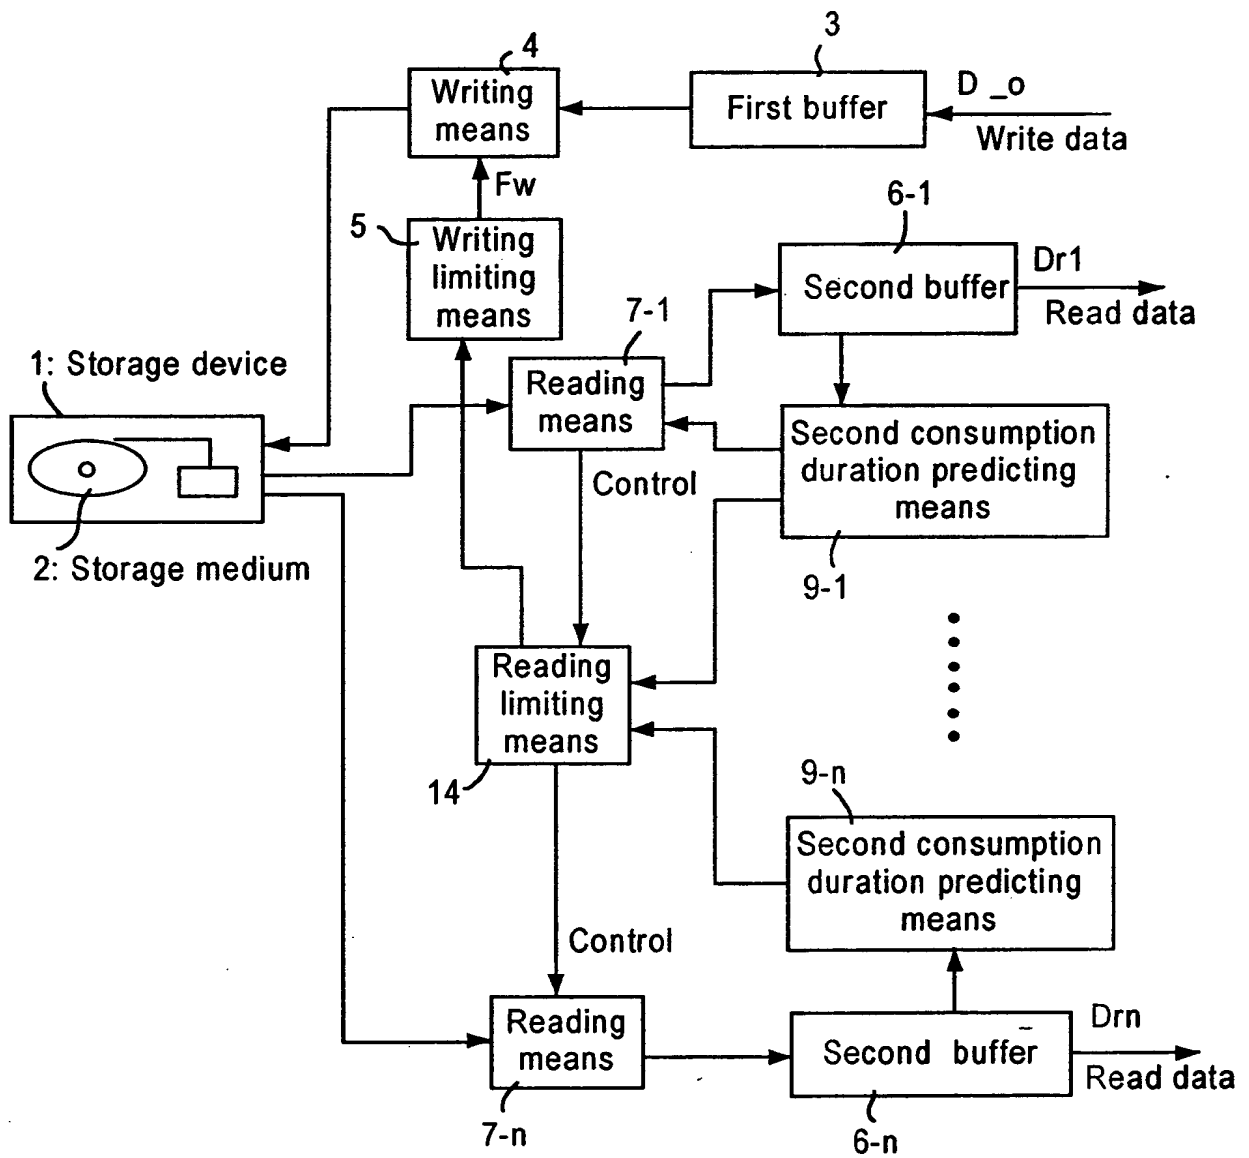 4
3
Writing
means
First buffer
D _o
Write data
Fw
5
Writing
limiting
means
6-1
Second buffer
Dr1
Read data
7-1
Reading
means
1: Storage device
2: Storage medium
Control
Second consumption
duration predicting
means
9-1
Reading
limiting
means
14
9-n
Second consumption
duration predicting
means
Control
Reading
means
7-n
Second buffer
6-n
Drn
Read data